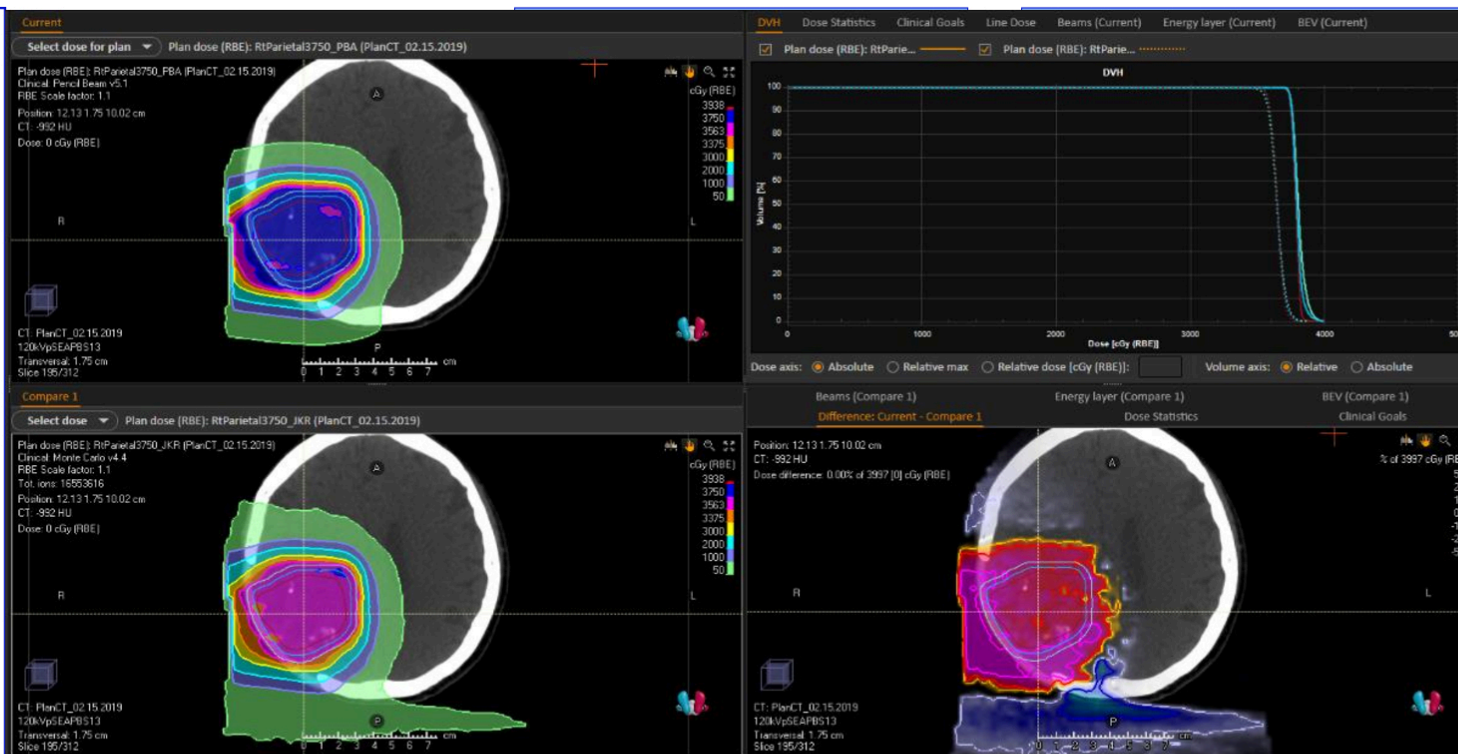 Current
Select dose for plan
Plan dose (RBE): RtParietal3750_PBA (PlanCT_02.15.2019)
Plan dose (RBE): RtParietal3750_PBA (PlanCT_02.15.2019)
Clinical: Pencil Beam v5.1
RBE Scale factor: 1.1
Position: 12.13 1.75 10.02 cm
CT: -992 HU
Dose: 0 cGy (RBE)
A
cGy (RBE)
3938
3750
3563
3375
3000
2000
1000
50
R
L
P
CT: PlanCT_02.15.2019
120kVpSEAPBS13
Transversal: 1.75 cm
Slice 195/312
0 1 2 3 4 5 6 7 cm
DVH
Dose Statistics
Clinical Goals
Line Dose
Beams (Current)
Energy layer (Current)
BEV (Current)
Plan dose (RBE): RtParie...
Plan dose (RBE): RtParie...
DVH
Volume [%]
100
90
80
70
60
50
40
30
20
10
0
0
1000
2000
3000
4000
Dose [cGy (RBE)]
Dose axis:
Absolute
Relative max
Relative dose [cGy (RBE)]:
Volume axis:
Relative
Absolute
Compare 1
Select dose
Plan dose (RBE): RtParietal3750_JKR (PlanCT_02.15.2019)
Plan dose (RBE): RtParietal3750_JKR (PlanCT_02.15.2019)
Clinical: Monte Carlo v4.4
RBE Scale factor: 1.1
Tot. ions: 16553616
Position: 12.13 1.75 10.02 cm
CT: -992 HU
Dose: 0 cGy (RBE)
A
cGy (RBE)
3938
3750
3563
3375
3000
2000
1000
50
R
L
P
CT: PlanCT_02.15.2019
120kVpSEAPBS13
Transversal: 1.75 cm
Slice 195/312
0 1 2 3 4 5 6 7 cm
Beams (Compare 1)
Energy layer (Compare 1)
BEV (Compare 1)
Difference: Current - Compare 1
Dose Statistics
Clinical Goals
Position: 12.13 1.75 10.02 cm
CT: -992 HU
Dose difference: 0.00% of 3997 [0] cGy (RBE)
A
% of 3997 cGy (RB
R
L
P
CT: PlanCT_02.15.2019
120kVpSEAPBS13
Transversal: 1.75 cm
Slice 195/312
0 1 2 3 4 5 6 7 cm